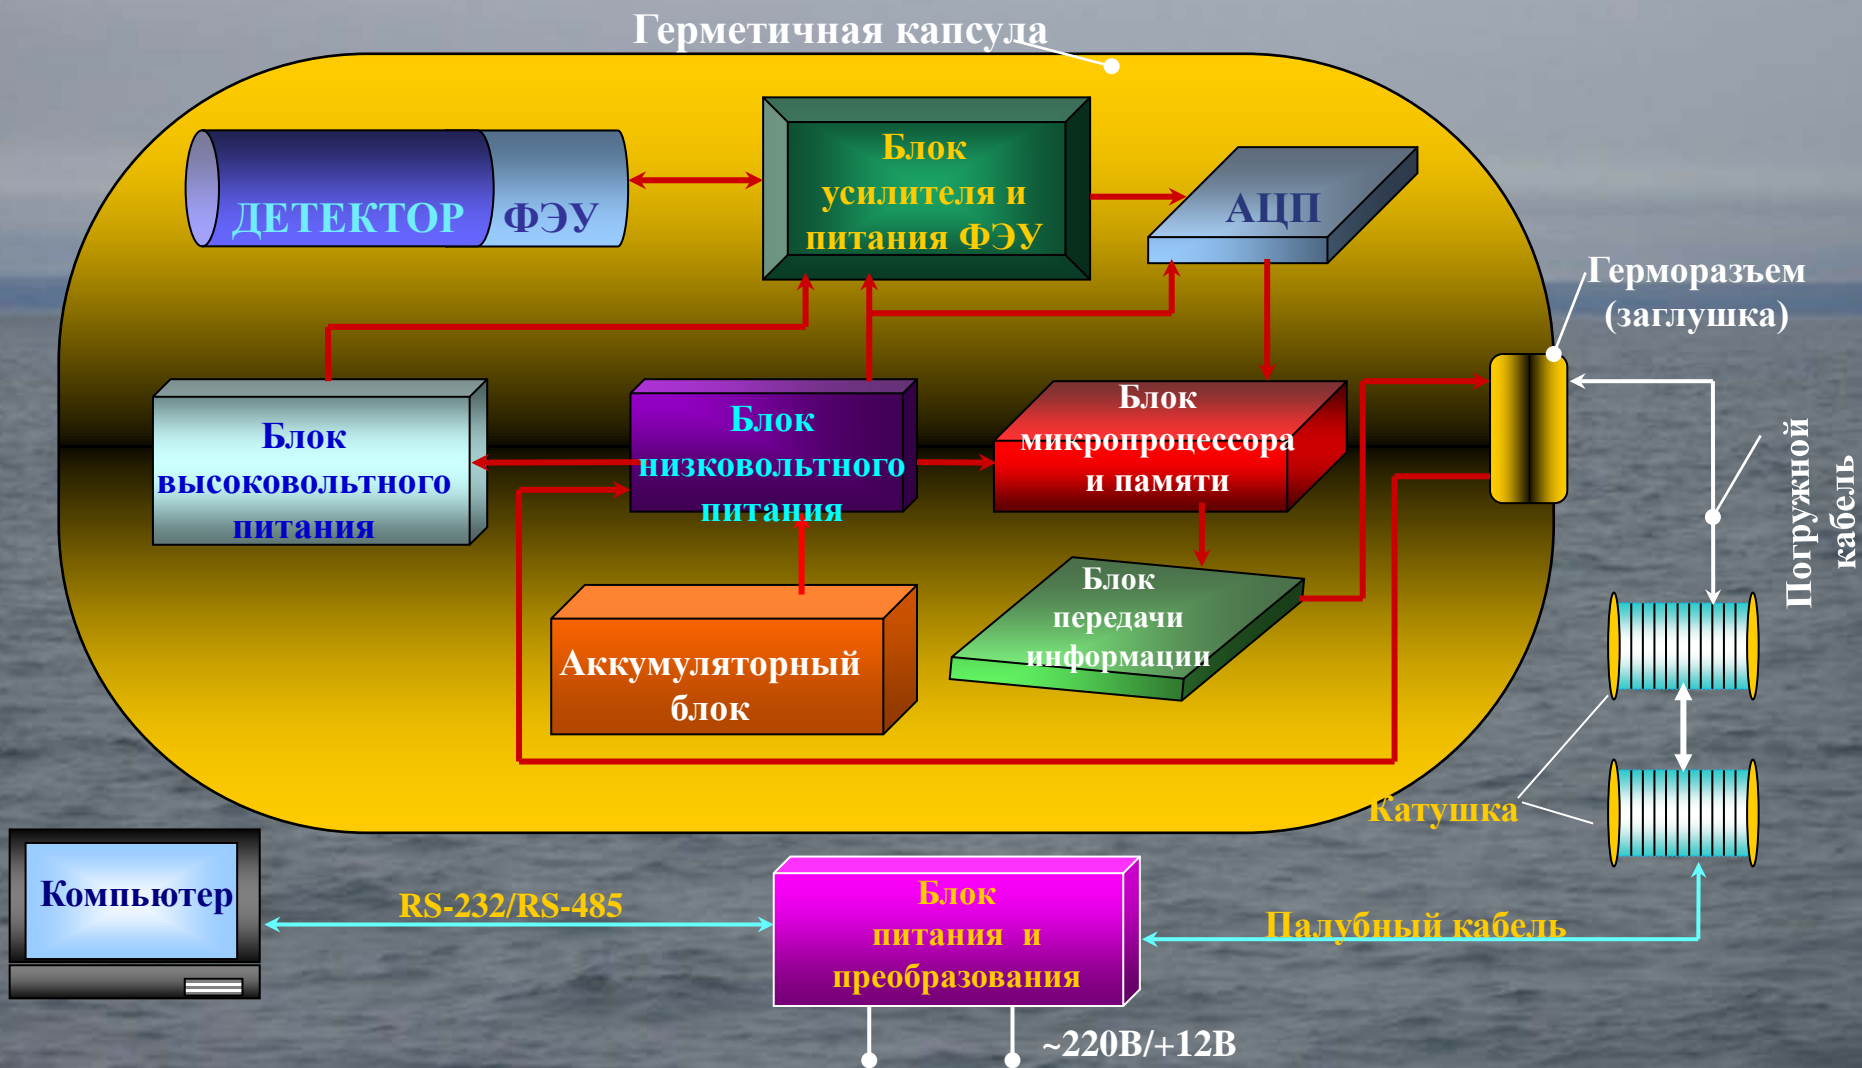 Герметичная капсула
Блок
усилителя и
питания ФЭУ
ДЕТЕКТОР
ФЭУ
АЦП
Герморазъем
(заглушка)
Блок
высоковольтного
питания
Блок
низковольтного
питания
Блок
микропроцессора
и памяти
Погружной
кабель
Блок
передачи
информации
Аккумуляторный
блок
Катушка
Компьютер
RS-232/RS-485
Блок
питания и
преобразования
Палубный кабель
~220В/+12В